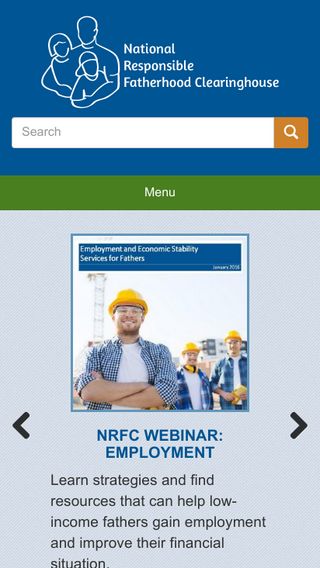 National
Responsible
Fatherhood Clearinghouse
Search
Menu
Employment and Economic Stability
Services for Fathers
January 2016
NRFC WEBINAR:
EMPLOYMENT
Learn strategies and find
resources that can help low-
income fathers gain employment
and improve their financial
situation.